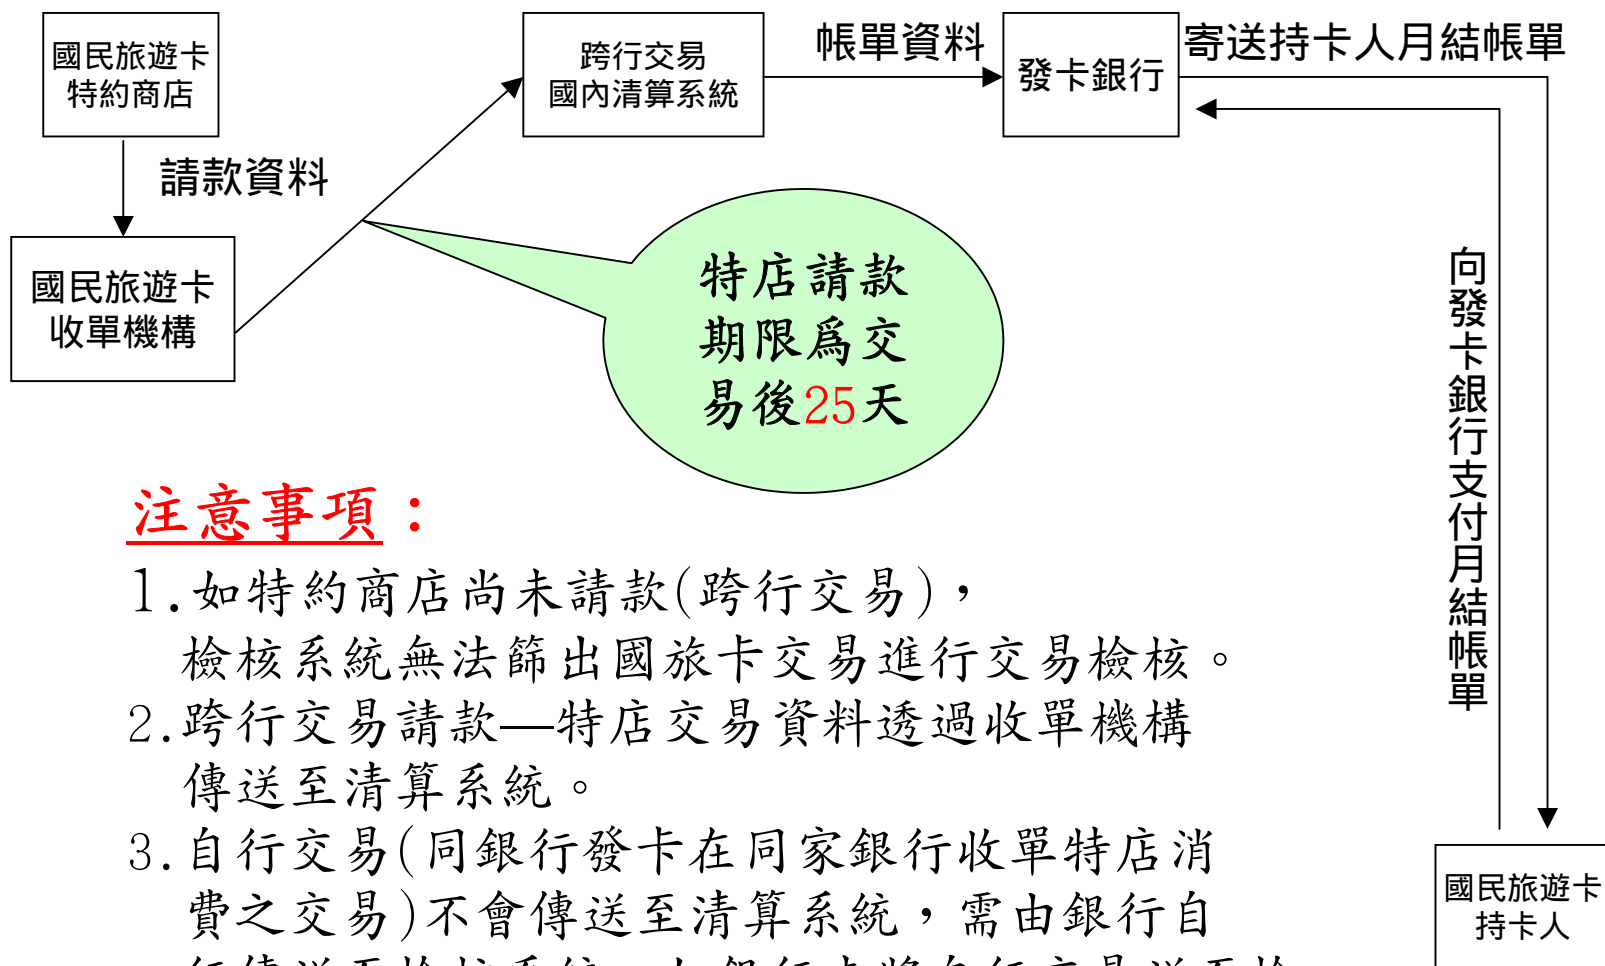 國民旅遊卡
特約商店
跨行交易
國內清算系統
帳單資料
發卡銀行
寄送持卡人月結帳單
請款資料
國民旅遊卡
收單機構
特店請款
期限為交
易後25天
向發卡銀行支付月結帳單
注意事項：
1.如特約商店尚未請款(跨行交易)，
檢核系統無法篩出國旅卡交易進行交易檢核。
2.跨行交易請款—特店交易資料透過收單機構
傳送至清算系統。
3.自行交易(同銀行發卡在同家銀行收單特店消
費之交易)不會傳送至清算系統，需由銀行自
國民旅遊卡
持卡人